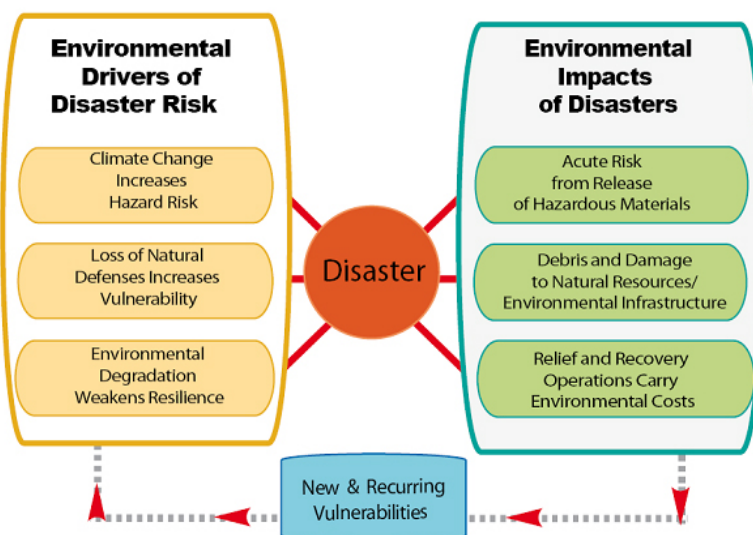 Environmental
Drivers of
Disaster Risk
Climate Change
Increases
Hazard Risk
Loss of Natural
Defenses Increases
Vulnerability
Environmental
Degradation
Weakens Resilience
Disaster
Environmental
Impacts
of Disasters
Acute Risk
from Release
of Hazardous Materials
Debris and Damage
to Natural Resources/
Environmental Infrastructure
Relief and Recovery
Operations Carry
Environmental Costs
New & Recurring
Vulnerabilities